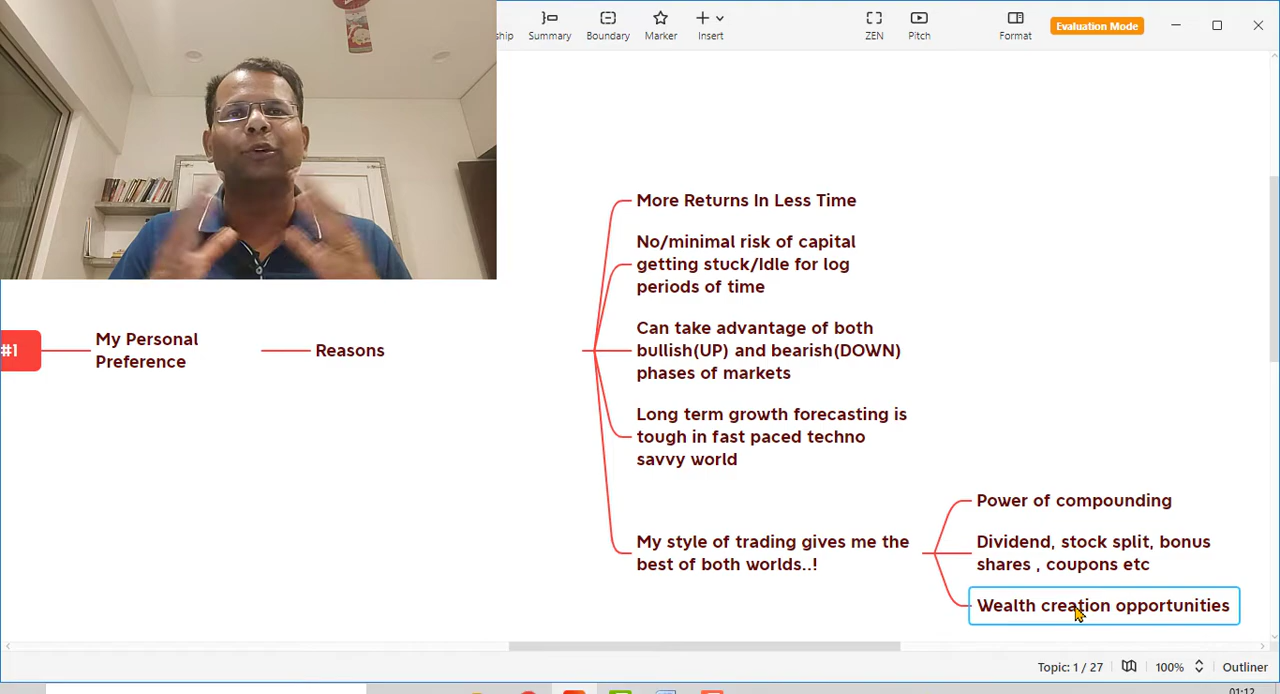 ship
Summary
Boundary
Marker
Insert
ZEN
Pitch
Format
Evaluation Mode
More Returns In Less Time
No/minimal risk of capital
getting stuck/Idle for log
periods of time
#1
My Personal
Preference
Reasons
Can take advantage of both
bullish(UP) and bearish(DOWN)
phases of markets
Long term growth forecasting is
tough in fast paced techno
savvy world
My style of trading gives me the
best of both worlds..!
Power of compounding
Dividend, stock split, bonus
shares , coupons etc
Wealth creation opportunities
Topic: 1 / 27
100%
Outliner
01:12